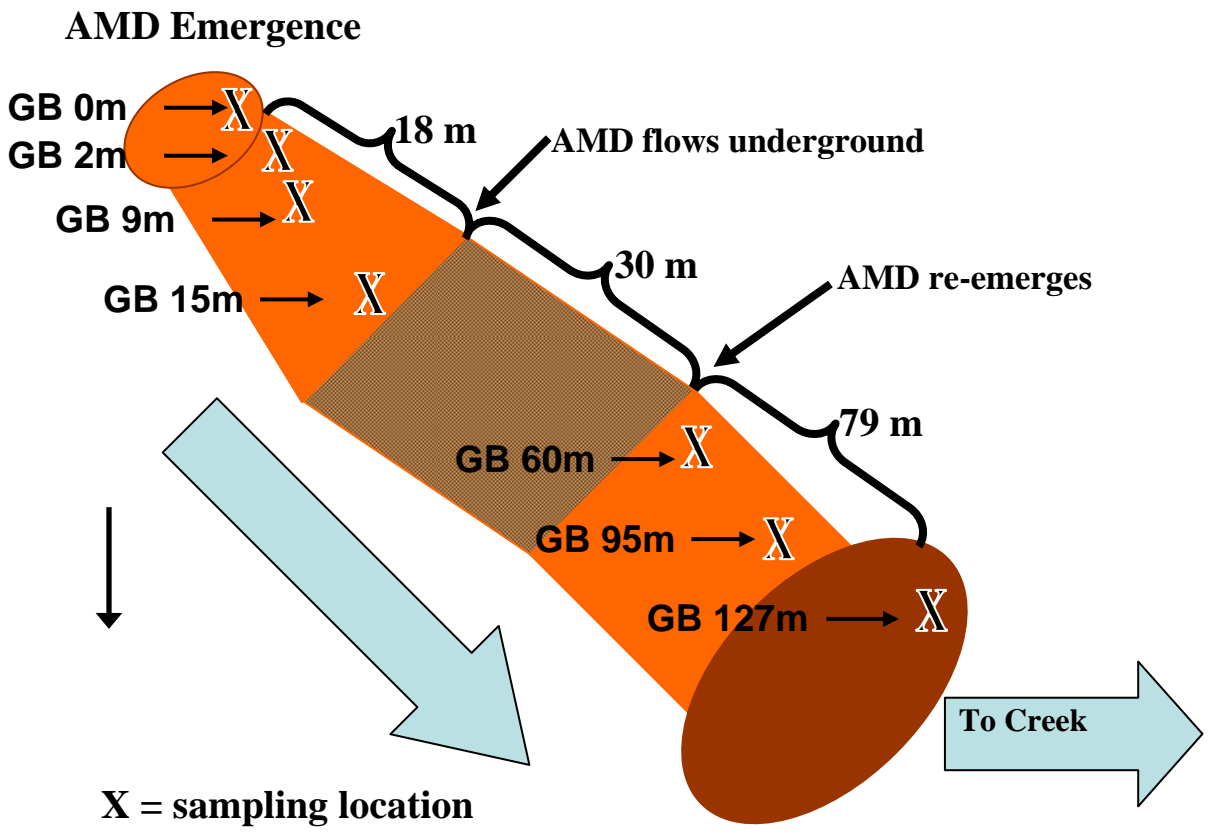 AMD Emergence
GB 0m
GB 2m
GB 9m
GB 15m
18 m
AMD flows underground
30 m
AMD re-emerges
79 m
GB 60m
GB 95m
GB 127m
To Creek
X = sampling location
X
X
X
X
X
X
X